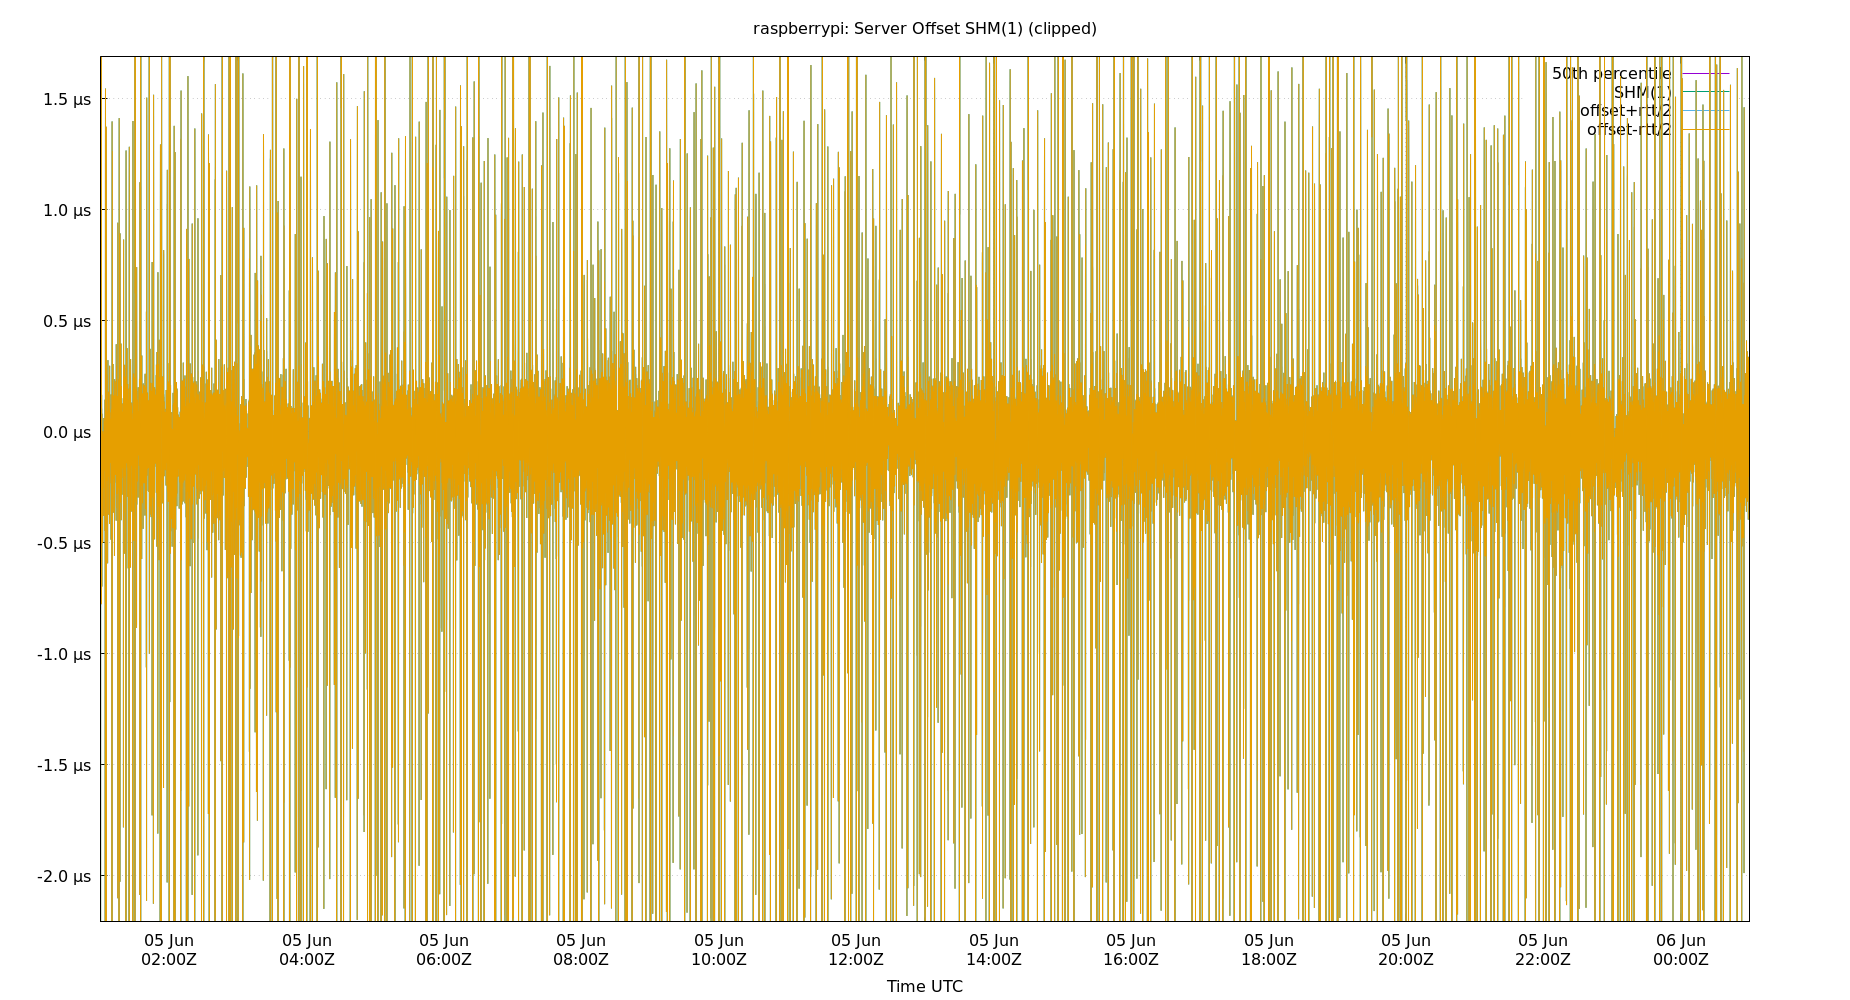 raspberrypi: Server Offset SHM(1) (clipped)
50th percentile
SHM(1)
offset+rtt/2
offset-rtt/2
1.5 µs
1.0 µs
0.5 µs
0.0 µs
-0.5 µs
-1.0 µs
-1.5 µs
-2.0 µs
05 Jun 05 Jun 05 Jun 05 Jun 05 Jun 05 Jun 05 Jun 05 Jun 05 Jun 05 Jun 05 Jun 06 Jun
02:00Z 04:00Z 06:00Z 08:00Z 10:00Z 12:00Z 14:00Z 16:00Z 18:00Z 20:00Z 22:00Z 00:00Z
Time UTC